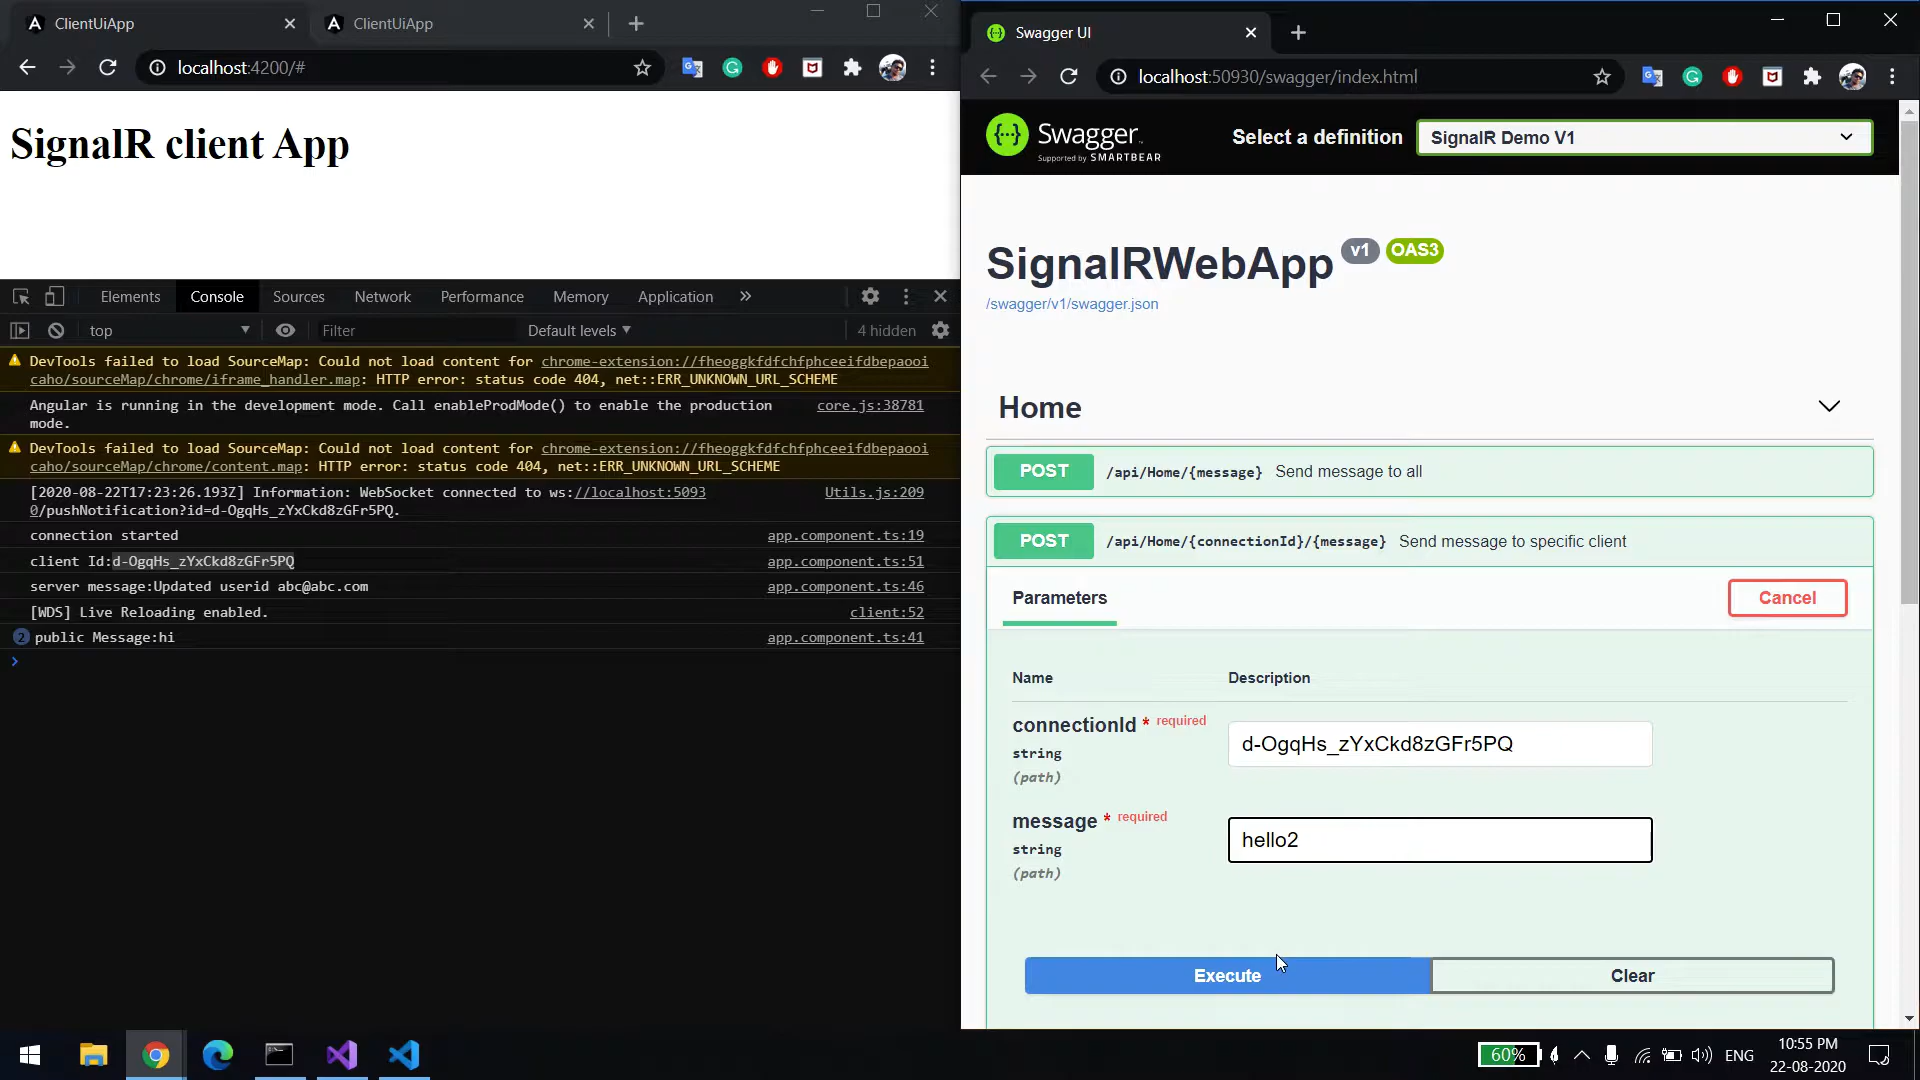 ClientUiApp
ClientUiApp
localhost:4200/#
SignalR client App
Elements Console Sources Network Performance Memory Application »
top Filter Default levels 4 hidden
DevTools failed to load SourceMap: Could not load content for chrome-extension://fheoggkfdfchfphceeifdbepaooi
caho/sourceMap/chrome/iframe_handler.map: HTTP error: status code 404, net::ERR_UNKNOWN_URL_SCHEME
Angular is running in the development mode. Call enableProdMode() to enable the production core.js:38781
mode.
DevTools failed to load SourceMap: Could not load content for chrome-extension://fheoggkfdfchfphceeifdbepaooi
caho/sourceMap/chrome/content.map: HTTP error: status code 404, net::ERR_UNKNOWN_URL_SCHEME
[2020-08-22T17:23:26.193Z] Information: WebSocket connected to ws://localhost:5093 Utils.js:209
0/pushNotification?id=d-OgqHs_zYxCkd8zGFr5PQ.
connection started app.component.ts:19
client Id:d-OgqHs_zYxCkd8zGFr5PQ app.component.ts:51
server message:Updated userid abc@abc.com app.component.ts:46
[WDS] Live Reloading enabled. client:52
2 public Message:hi app.component.ts:41
>
Swagger UI
localhost:50930/swagger/index.html
Swagger
Supported by SMARTBEAR
Select a definition SignalR Demo V1
SignalRWebApp v1 OAS3
/swagger/v1/swagger.json
Home
POST /api/Home/{message} Send message to all
POST /api/Home/{connectionId}/{message} Send message to specific client
Parameters Cancel
Name Description
connectionId * required
string
(path)
d-OgqHs_zYxCkd8zGFr5PQ
message * required
string
(path)
hello2
Execute Clear
60% ENG
10:55 PM
22-08-2020